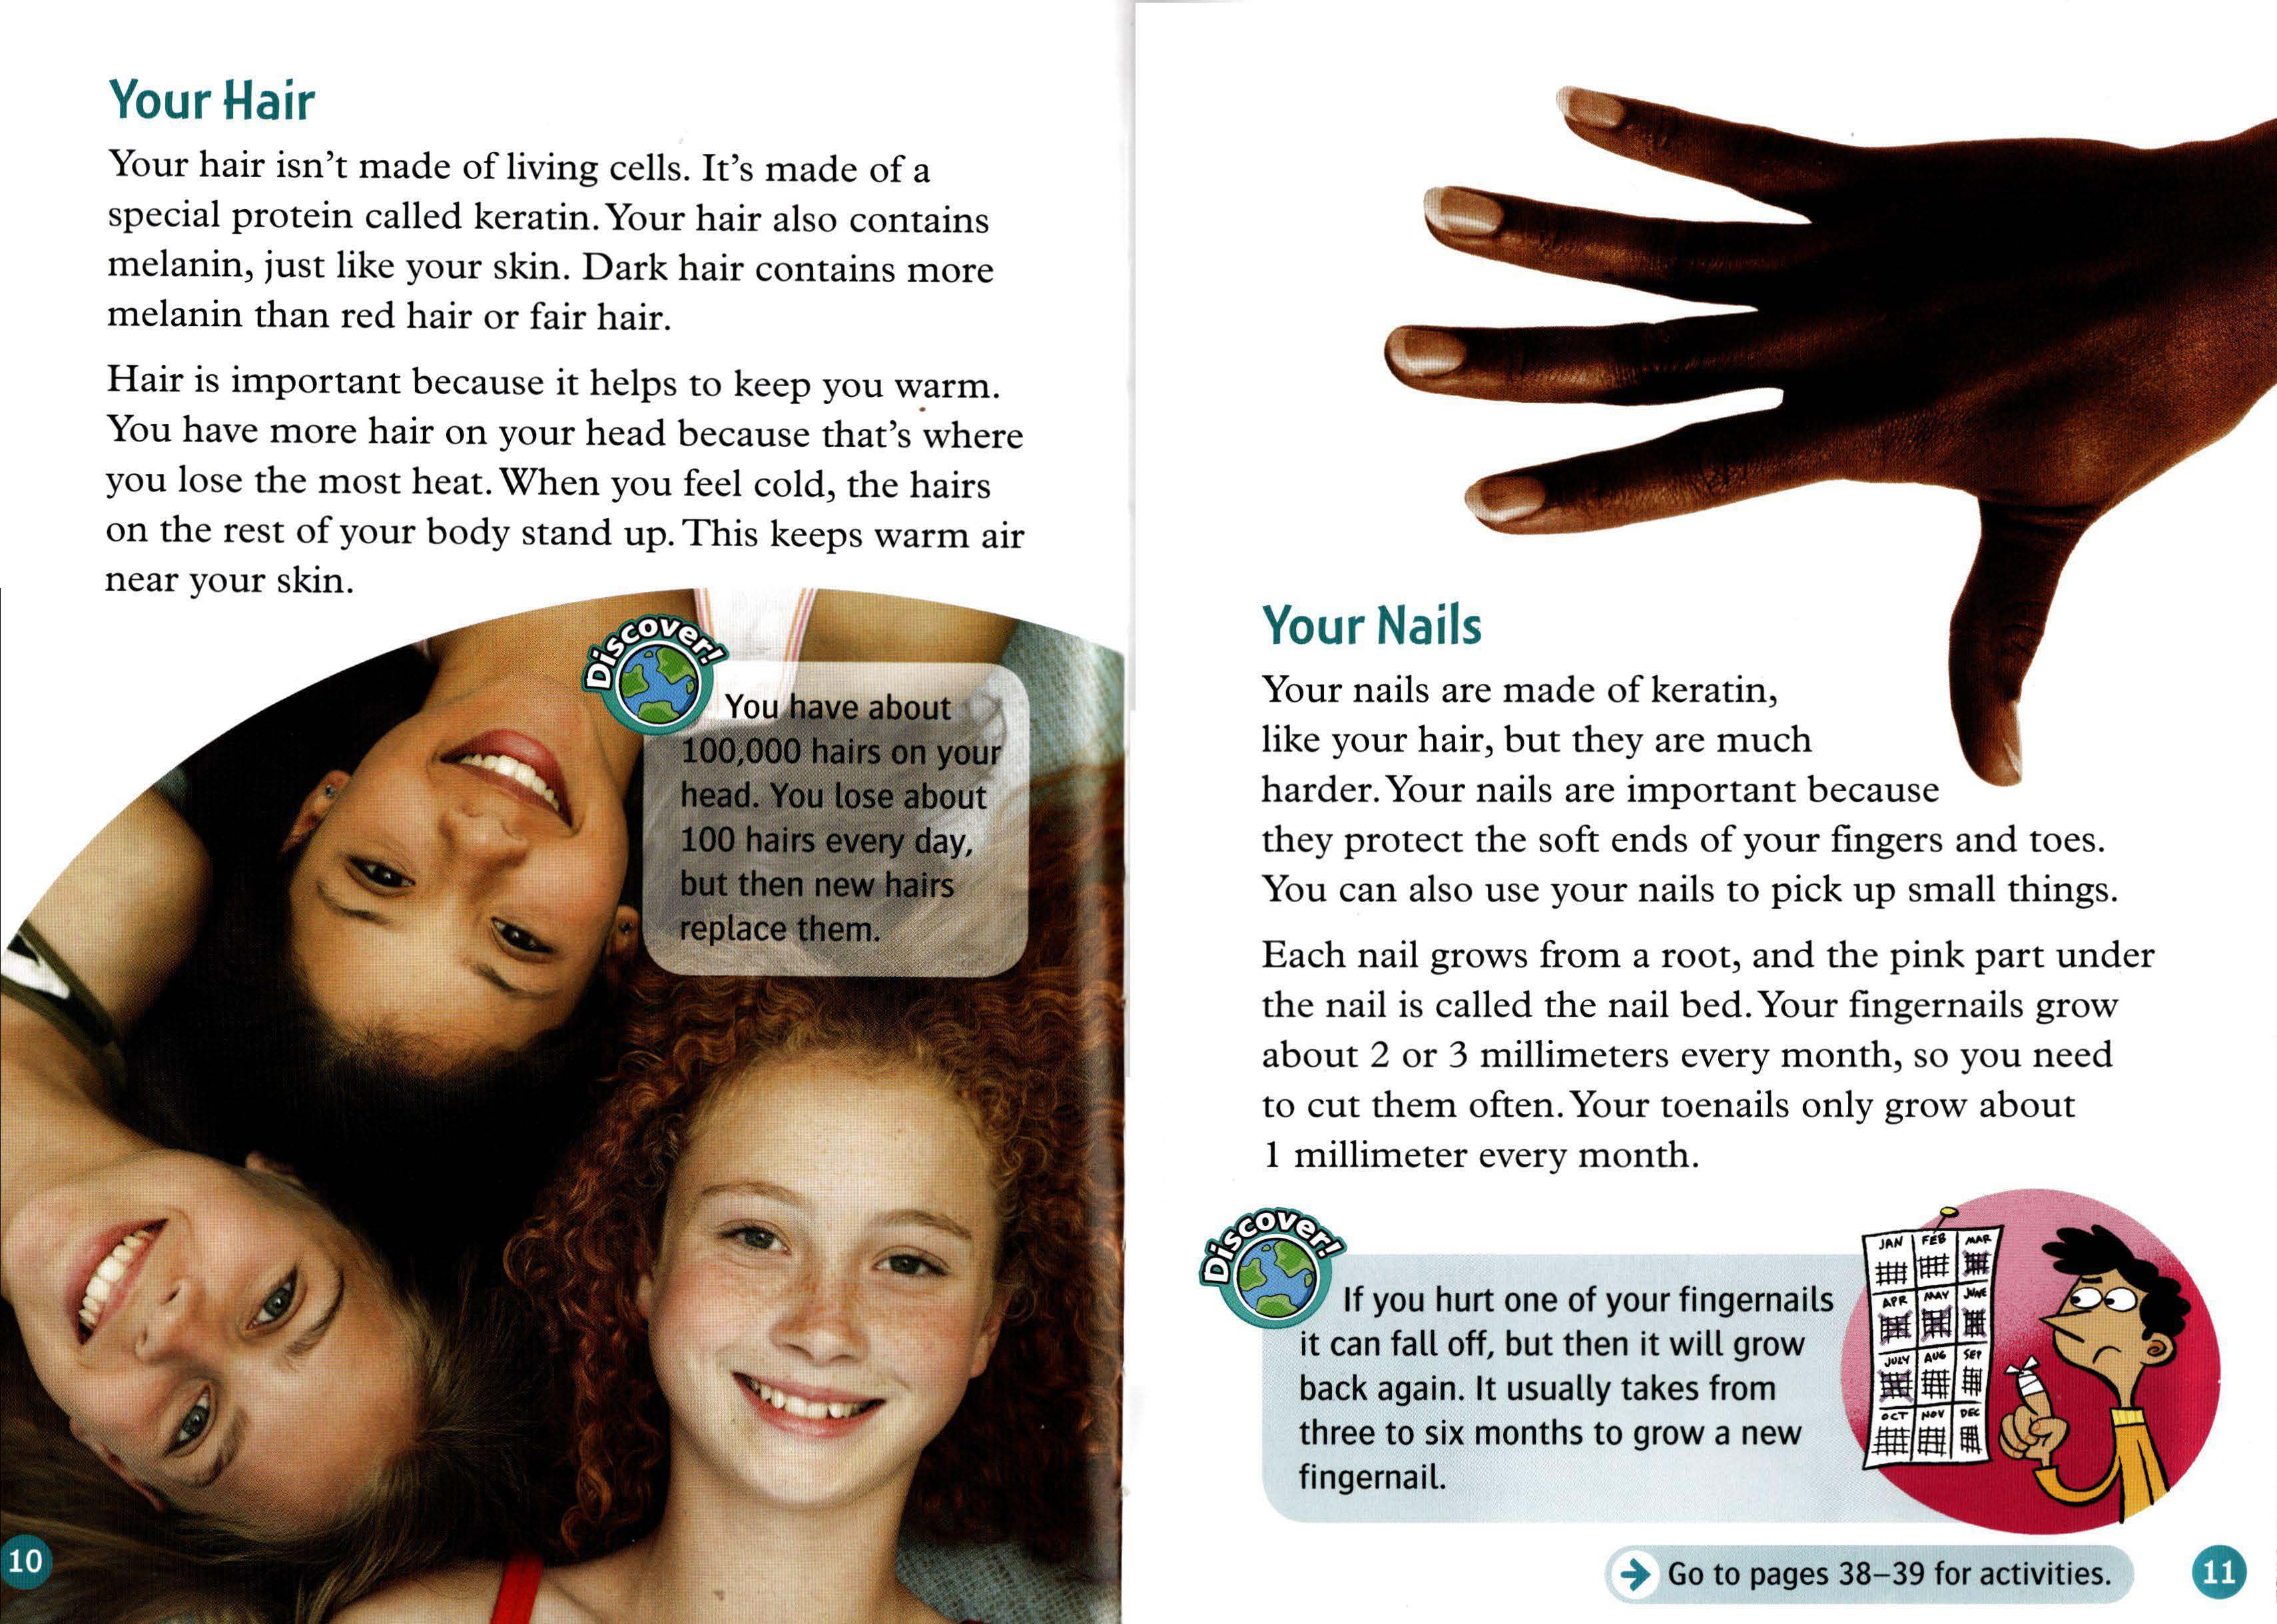 Your Hair
Your hair isn't made of living cells. It's made of a
special protein called keratin. Your hair also contains
melanin, just like your skin. Dark hair contains more
melanin than red hair or fair hair.
Hair is important because it helps to keep you warm.
You have more hair on your head because that's where
you lose the most heat. When you feel cold, the hairs
on the rest of your body stand up. This keeps warm air
near your skin.
Discover!
You have about
100,000 hairs on your
head. You lose about
100 hairs every day,
but then new hairs
replace them.
10
Your Nails
Your nails are made of keratin,
like your hair, but they are much
harder. Your nails are important because
they protect the soft ends of your fingers and toes.
You can also use your nails to pick up small things.
Each nail grows from a root, and the pink part under
the nail is called the nail bed. Your fingernails grow
about 2 or 3 millimeters every month, so you need
to cut them often. Your toenails only grow about
1 millimeter every month.
Discover!
If you hurt one of your fingernails
it can fall off, but then it will grow
back again. It usually takes from
three to six months to grow a new
fingernail.
JAN FEB MAR
APR MAY JUNE
JULY AUG SEP
OCT NOV DEC
Go to pages 38–39 for activities.
11